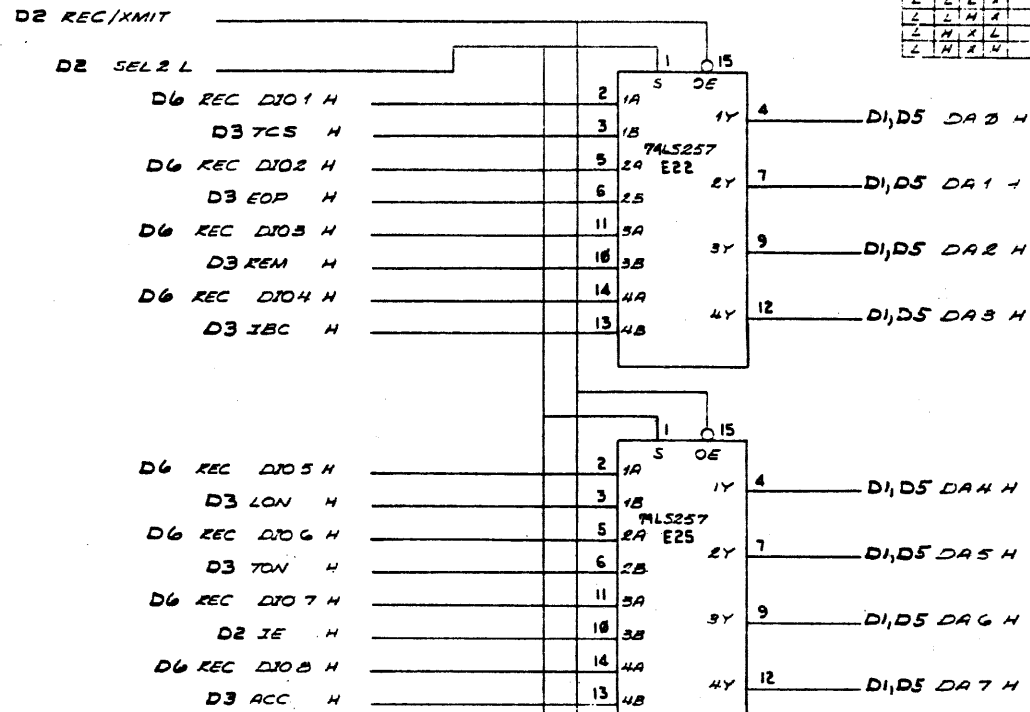 D2 REC/XMIT
D2 SEL 2 L
1 15
S OE
D6 REC DIO1 H 2 1A
1Y 4 D1,D5 DA0 H
D3 TCS H 3 1B
74LS257
E22
D6 REC DIO2 H 5 2A
2Y 7 D1,D5 DA1 H
D3 EOP H 6 2B
D6 REC DIO3 H 11 3A
3Y 9 D1,D5 DA2 H
D3 REM H 10 3B
D6 REC DIO4 H 14 4A
4Y 12 D1,D5 DA3 H
D3 IBC H 13 4B
1 15
S OE
D6 REC DIO5 H 2 1A
1Y 4 D1,D5 DA4 H
D3 LON H 3 1B
74LS257
E25
D6 REC DIO6 H 5 2A
2Y 7 D1,D5 DA5 H
D3 TON H 6 2B
D6 REC DIO7 H 11 3A
3Y 9 D1,D5 DA6 H
D2 IE H 10 3B
D6 REC DIO8 H 14 4A
4Y 12 D1,D5 DA7 H
D3 ACC H 13 4B
L L H X
L H X L
L H X H